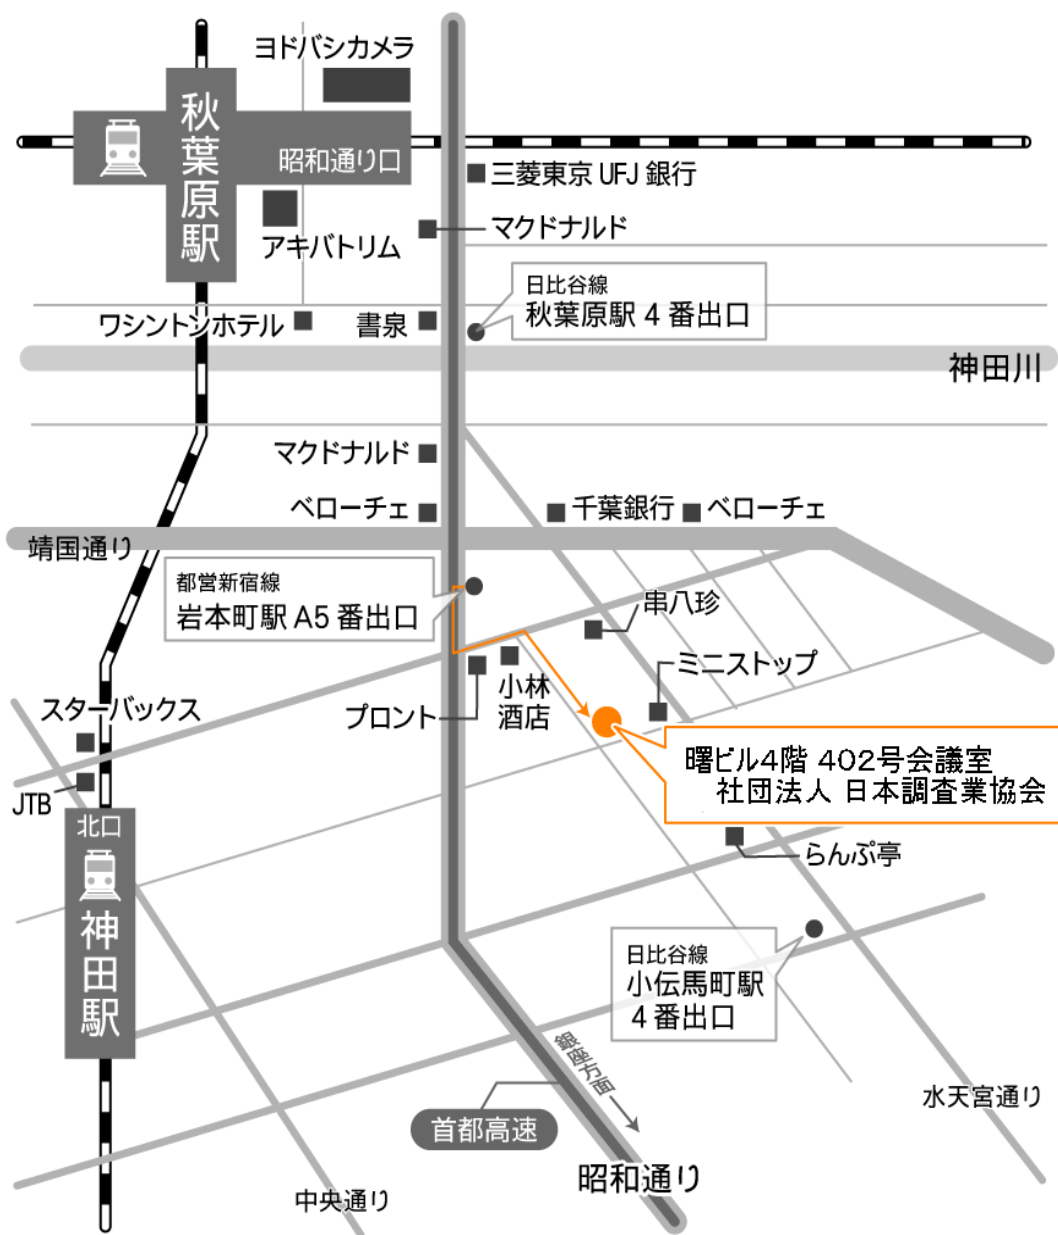 ヨドバシカメラ
秋葉原駅
昭和通り口
三菱東京 UFJ 銀行
マクドナルド
アキバトリム
日比谷線
秋葉原駅 4 番出口
ワシントンホテル
書泉
神田川
マクドナルド
ベローチェ
千葉銀行
ベローチェ
靖国通り
都営新宿線
岩本町駅 A5 番出口
串八珍
ミニストップ
小林
酒店
プロント
スターバックス
JTB
曙ビル4階 402号会議室
社団法人 日本調査業協会
北口
神田駅
らんぷ亭
日比谷線
小伝馬町駅
4 番出口
銀座方面
水天宮通り
首都高速
昭和通り
中央通り